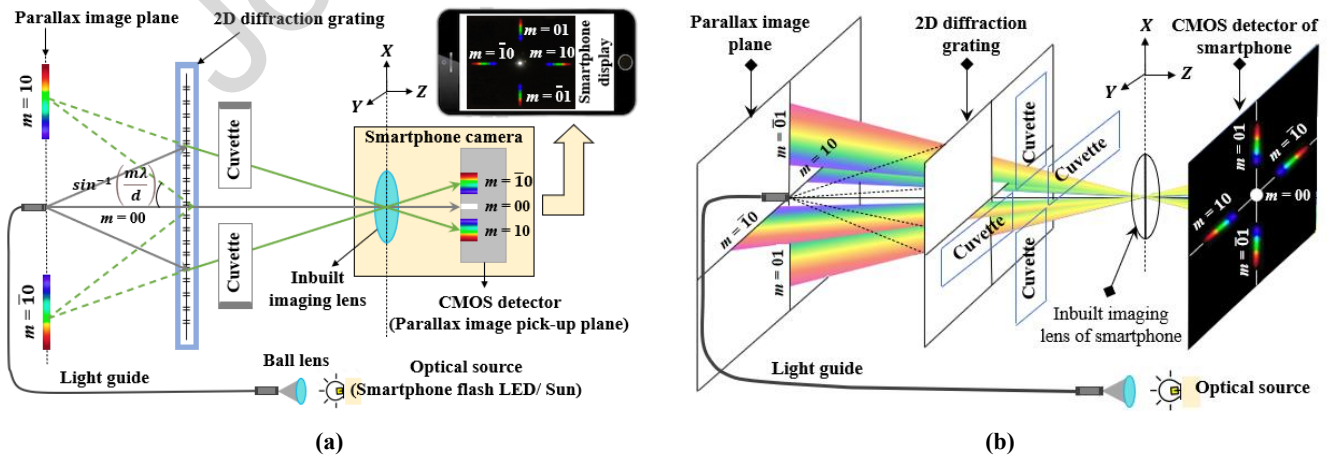 Parallax image plane
2D diffraction grating
m = 10
m = 1̅0
sin⁻¹(mλ/d)
m = 00
Cuvette
Cuvette
X
Y
Z
Smartphone camera
m = 1̅0
m = 00
m = 10
Inbuilt
imaging lens
CMOS detector
(Parallax image pick-up plane)
m = 01
m = 1̅0
m = 10
m = 0̅1
Smartphone
display
Light guide
Ball lens
Optical source
(Smartphone flash LED/ Sun)
(a)
Parallax image
plane
2D diffraction
grating
X
Y
Z
CMOS detector of
smartphone
m = 0̅1
m = 10
m = 1̅0
m = 01
Cuvette
Cuvette
Cuvette
Cuvette
m = 01
m = 1̅0
m = 00
m = 10
m = 0̅1
Inbuilt imaging
lens of smartphone
Light guide
Optical source
(b)